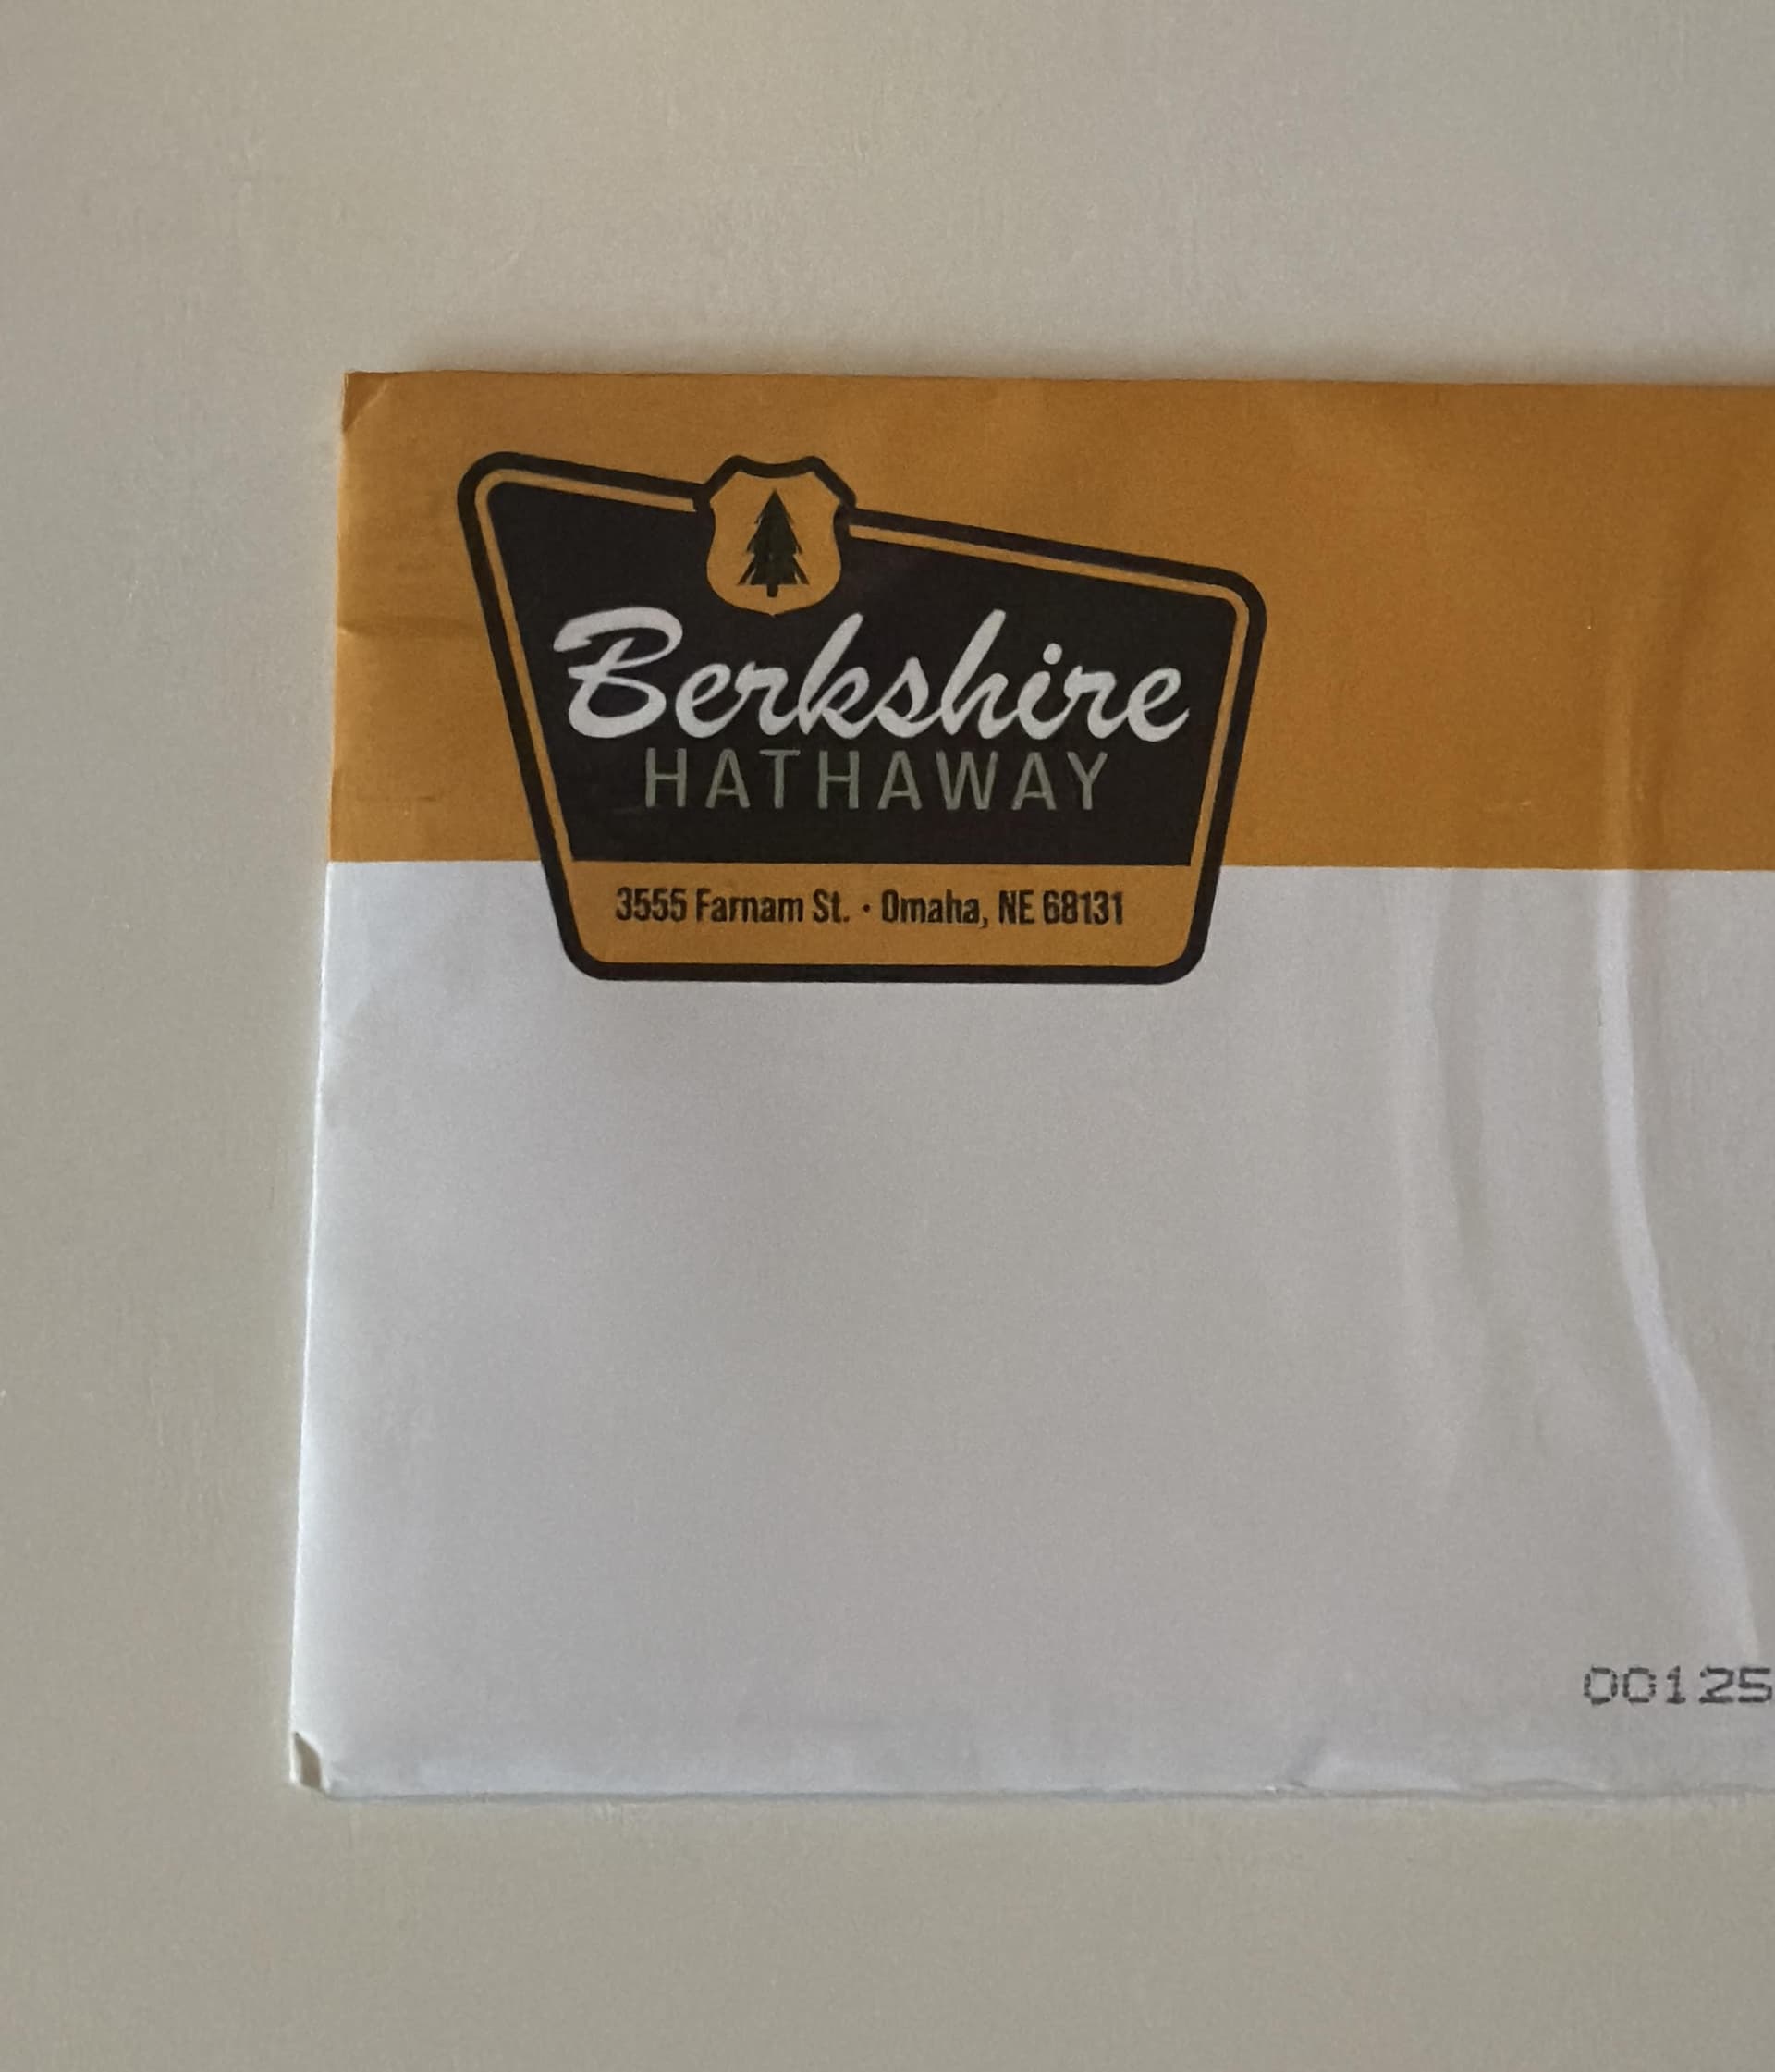 Berkshire
HATHAWAY
3555 Farnam St. · Omaha, NE 68131
00125